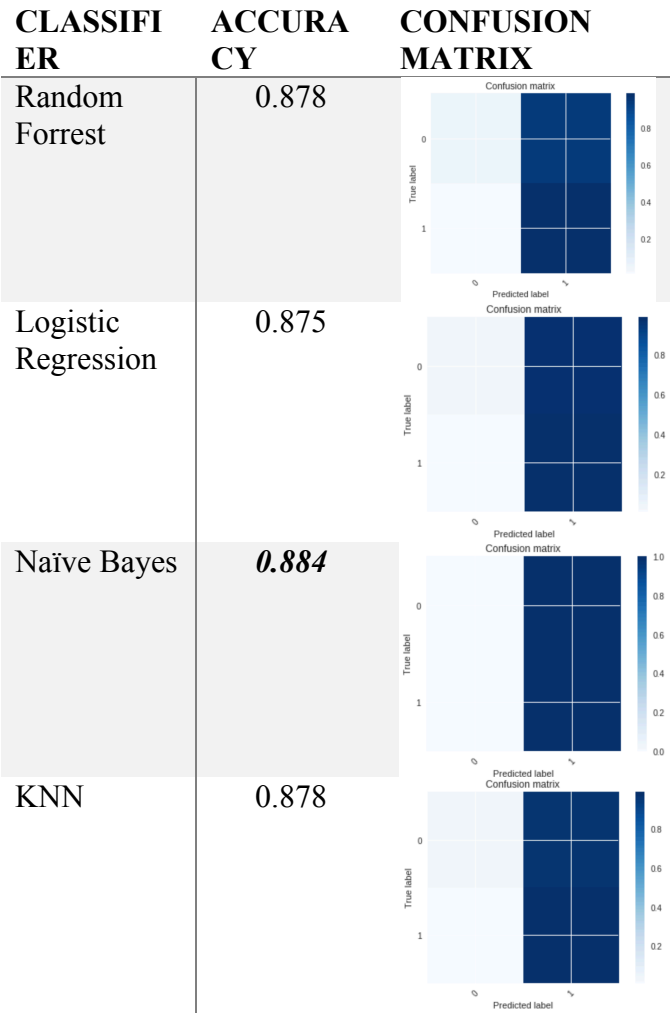 CLASSIFI ACCURA CONFUSION
ER CY MATRIX
Random 0.878
Forrest
Confusion matrix
0.8
0
0.6
True label
0.4
1
0.2
0 1
Predicted label
Logistic 0.875
Regression
Confusion matrix
0.8
0
0.6
True label
0.4
1
0.2
0 1
Predicted label
Naïve Bayes 0.884
Confusion matrix
1.0
0.8
0
0.6
True label
0.4
1
0.2
0.0
0 1
Predicted label
KNN 0.878
Confusion matrix
0.8
0
0.6
True label
0.4
1
0.2
0 1
Predicted label